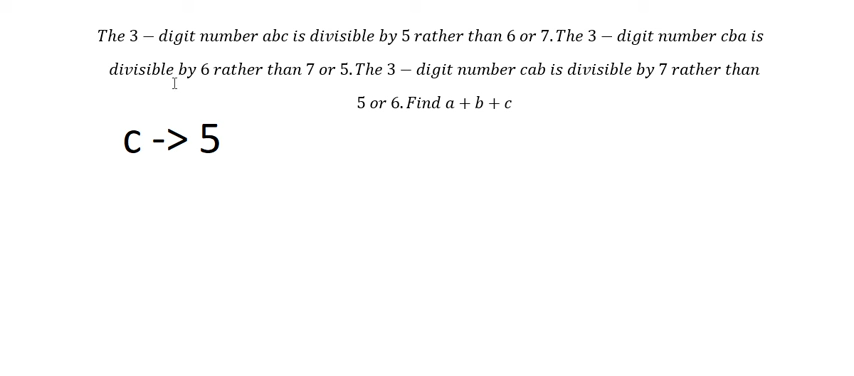 The 3 − digit number abc is divisible by 5 rather than 6 or 7. The 3 − digit number cba is
divisible by 6 rather than 7 or 5. The 3 − digit number cab is divisible by 7 rather than
5 or 6. Find a + b + c
c -> 5